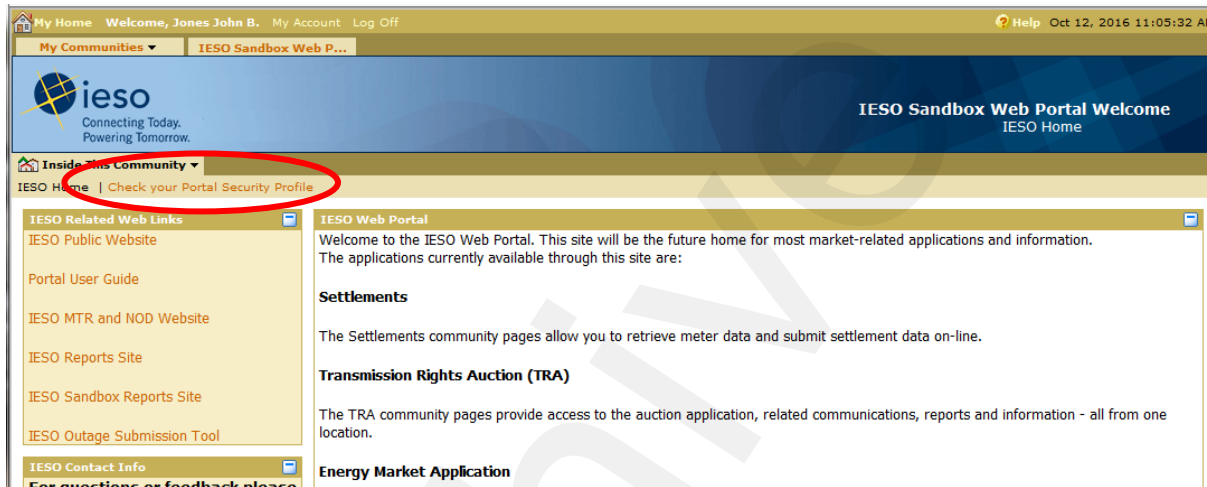 My Home Welcome, Jones John B. My Account Log Off
Help Oct 12, 2016 11:05:32
My Communities
IESO Sandbox Web P...
ieso
Connecting Today.
Powering Tomorrow.
IESO Sandbox Web Portal Welcome
IESO Home
Inside This Community
IESO Home | Check your Portal Security Profile
IESO Related Web Links
IESO Public Website
Portal User Guide
IESO MTR and NOD Website
IESO Reports Site
IESO Sandbox Reports Site
IESO Outage Submission Tool
IESO Contact Info
For questions or feedback please
IESO Web Portal
Welcome to the IESO Web Portal. This site will be the future home for most market-related applications and information.
The applications currently available through this site are:
Settlements
The Settlements community pages allow you to retrieve meter data and submit settlement data on-line.
Transmission Rights Auction (TRA)
The TRA community pages provide access to the auction application, related communications, reports and information - all from one
location.
Energy Market Application